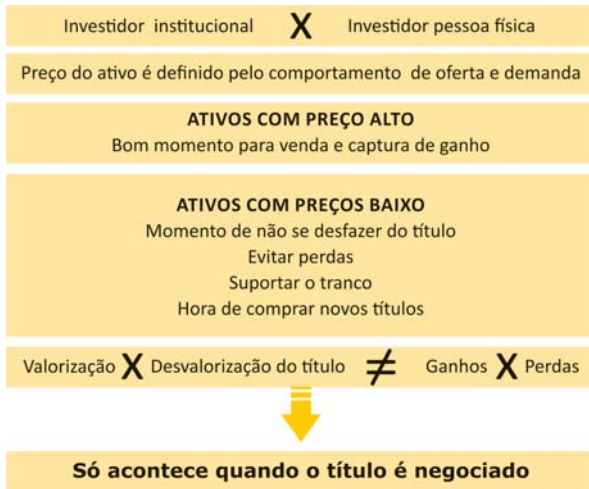 Investidor institucional X Investidor pessoa física
Preço do ativo é definido pelo comportamento de oferta e demanda
ATIVOS COM PREÇO ALTO
Bom momento para venda e captura de ganho
ATIVOS COM PREÇOS BAIXO
Momento de não se desfazer do título
Evitar perdas
Suportar o tranco
Hora de comprar novos títulos
Valorização X Desvalorização do título ≠ Ganhos X Perdas
Só acontece quando o título é negociado